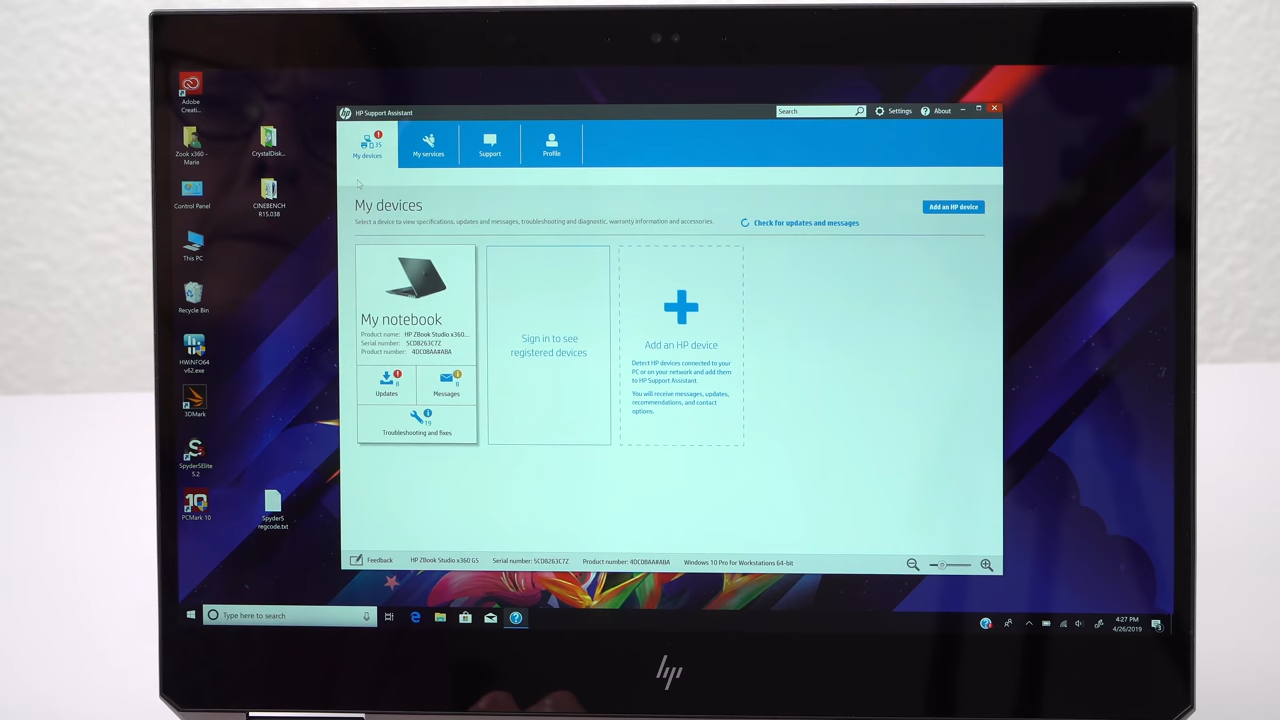 Adobe
Creati...
Zook x360 -
Marie
CrystalDisk...
Control Panel
CINEBENCH
R15.038
This PC
Recycle Bin
HWiNFO64
v62.exe
3DMark
Spyder5Elite
5.2
10
PCMark 10
Spyder5
regcode.txt
hp
HP Support Assistant
Search
Settings
? About
! 35
My devices
My services
Support
Profile
My devices
Add an HP device
Select a device to view specifications, updates and messages, troubleshooting and diagnostic, warranty information and accessories.
Check for updates and messages
My notebook
Product name: HP ZBook Studio x360...
Serial number: 5CD8263C7Z
Product number: 4DC08AA#ABA
! 8
Updates
8
Messages
i 19
Troubleshooting and fixes
Sign in to see
registered devices
Add an HP device
Detect HP devices connected to your
PC or on your network and add them
to HP Support Assistant.
You will receive messages, updates,
recommendations, and contact
options.
Feedback
HP ZBook Studio x360 G5
Serial number: 5CD8263C7Z
Product number: 4DC08AA#ABA
Windows 10 Pro for Workstations 64-bit
Type here to search
e
?
4:27 PM
4/26/2019
3
hp